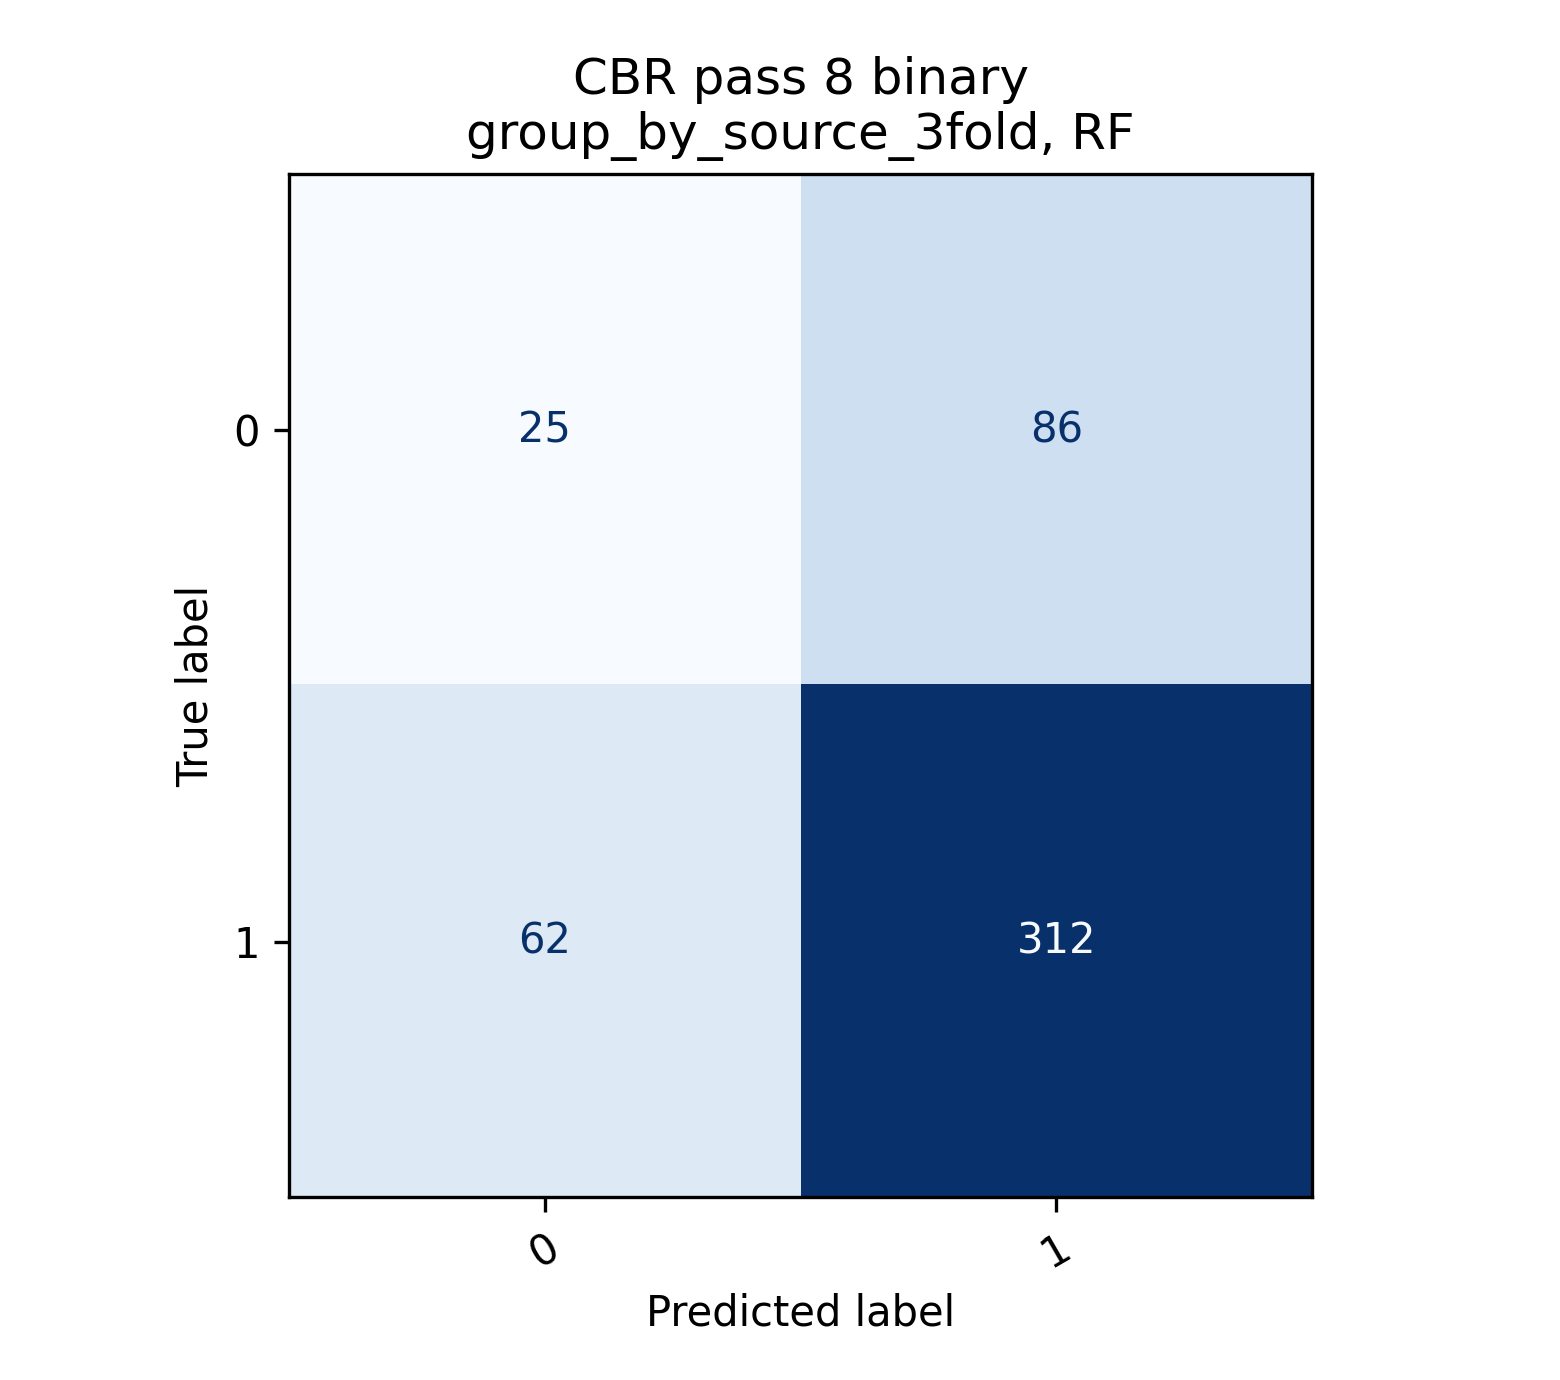 CBR pass 8 binary
group_by_source_3fold, RF
0
25
86
True label
1
62
312
0
1
Predicted label